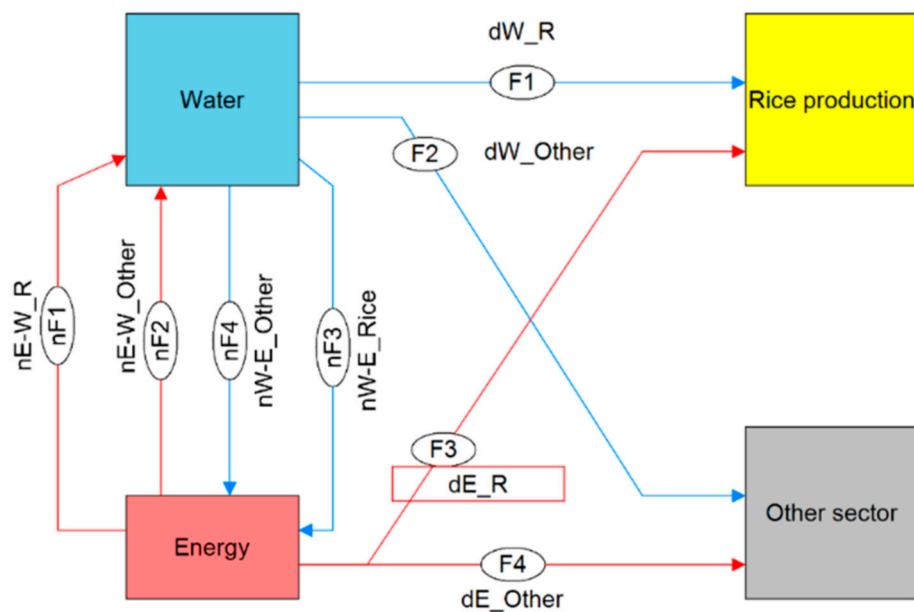 dW_R
Water
F1
Rice production
F2
dW_Other
nE-W_R
nF1
nE-W_Other
nF2
nF4
nW-E_Other
nF3
nW-E_Rice
F3
dE_R
Energy
Other sector
F4
dE_Other